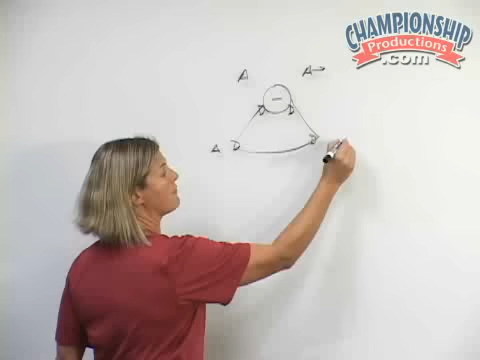 CHAMPIONSHIP
Productions
.com
A A
D D
A D D